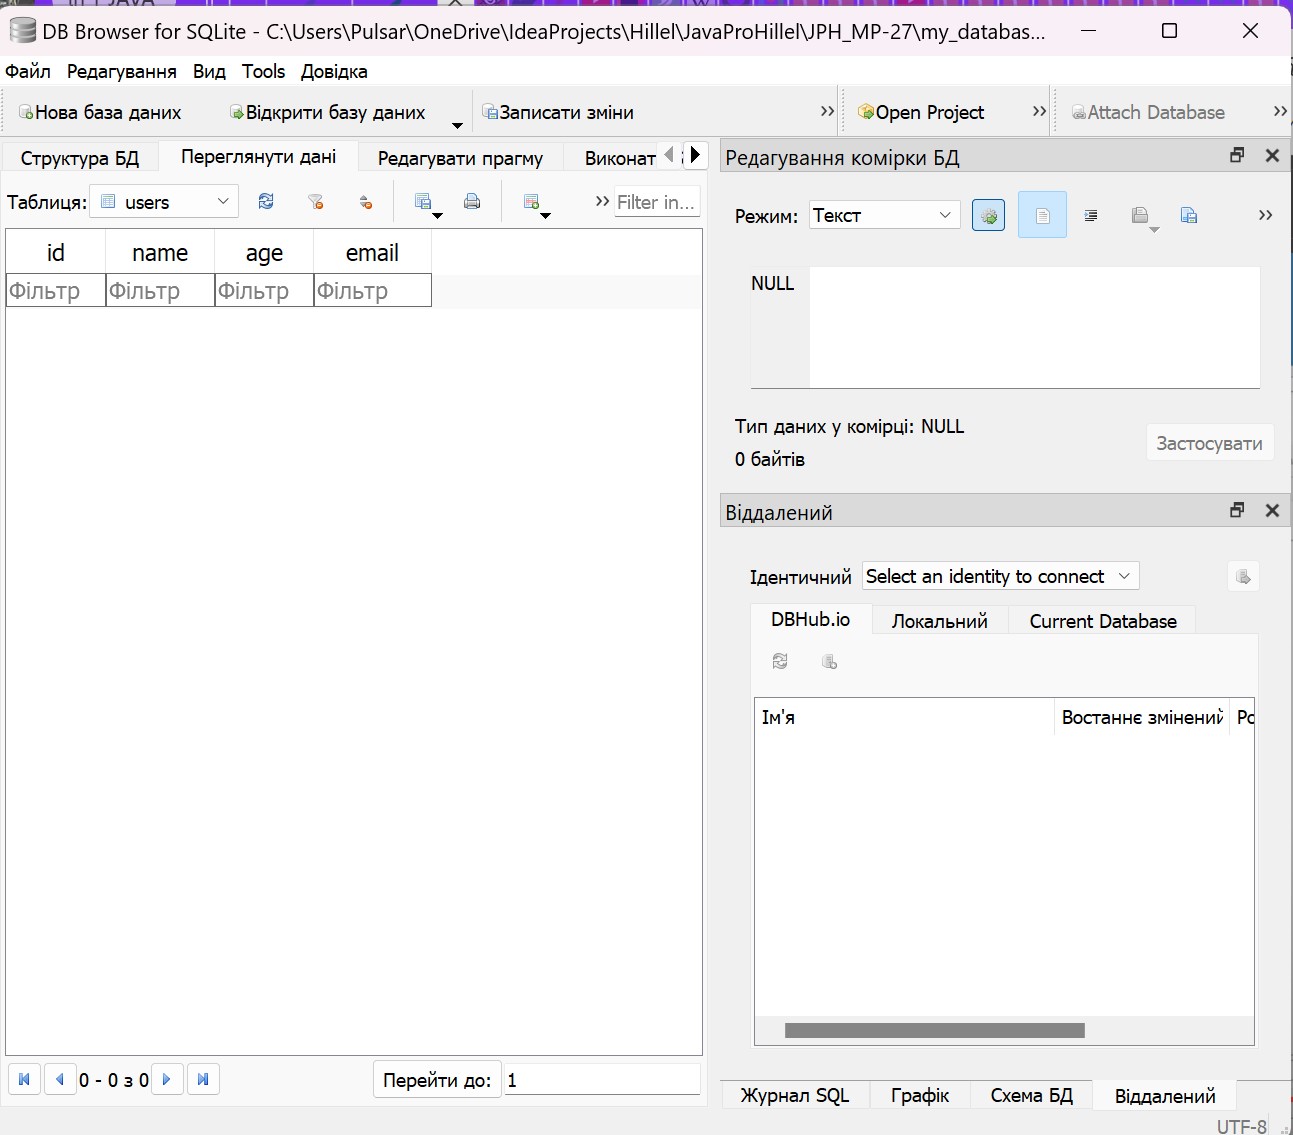 DB Browser for SQLite - C:\Users\Pulsar\OneDrive\IdeaProjects\Hillel\JavaProHillel\JPH_MP-27\my_databas...
Файл Редагування Вид Tools Довідка
Нова база даних Відкрити базу даних Записати зміни >> Open Project >> Attach Database >>
Структура БД Переглянути дані Редагувати прагму Виконат
Таблиця: users >> Filter in...
id name age email
Фільтр Фільтр Фільтр Фільтр
0 - 0 з 0 Перейти до: 1
Редагування комірки БД
Режим: Текст >>
NULL
Тип даних у комірці: NULL
0 байтів
Застосувати
Віддалений
Ідентичний Select an identity to connect
DBHub.io Локальний Current Database
Ім'я Востаннє змінений Рс
Журнал SQL Графік Схема БД Віддалений
UTF-8